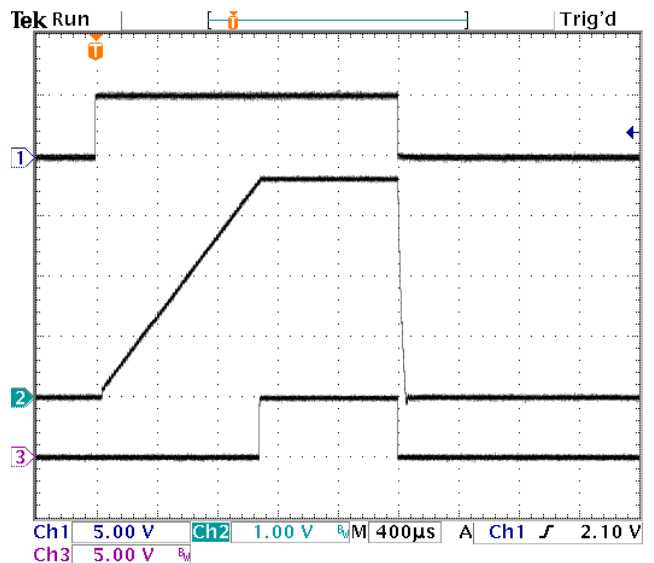 Tek Run Trig'd
T
T
1
2
3
Ch1 5.00 V Ch2 1.00 V BW M 400µs A Ch1 2.10 V
Ch3 5.00 V BW